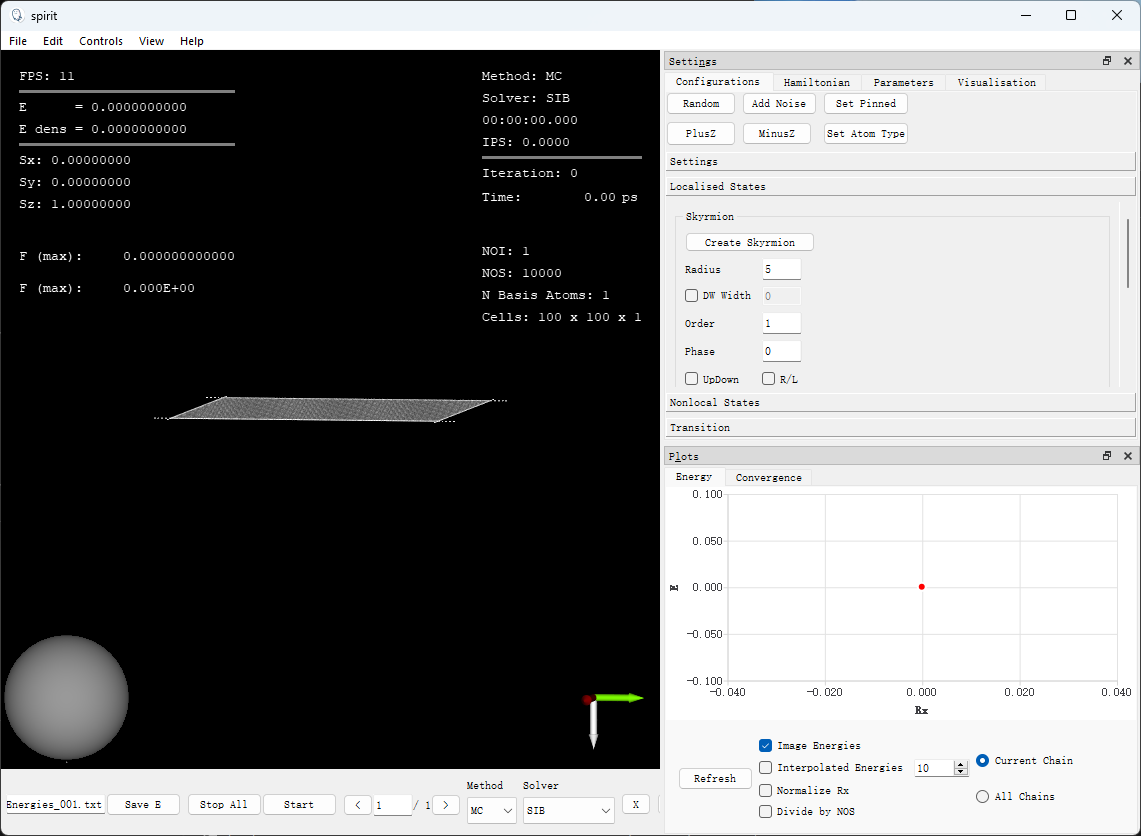 spirit
File Edit Controls View Help
FPS: 11
E = 0.0000000000
E dens = 0.0000000000
Sx: 0.00000000
Sy: 0.00000000
Sz: 1.00000000
F (max): 0.000000000000
F (max): 0.000E+00
Method: MC
Solver: SIB
00:00:00.000
IPS: 0.0000
Iteration: 0
Time: 0.00 ps
NOI: 1
NOS: 10000
N Basis Atoms: 1
Cells: 100 x 100 x 1
Energies_001.txt Save E Stop All Start < 1 / 1 >
Method Solver
MC SIB X
Settings
Configurations Hamiltonian Parameters Visualisation
Random Add Noise Set Pinned
PlusZ MinusZ Set Atom Type
Settings
Localised States
Skyrmion
Create Skyrmion
Radius 5
DW Width 0
Order 1
Phase 0
UpDown R/L
Nonlocal States
Transition
Plots
Energy Convergence
0.100
0.050
E 0.000
-0.050
-0.100
-0.040 -0.020 0.000 0.020 0.040
Rx
Refresh
Image Energies
Interpolated Energies 10
Normalize Rx
Divide by NOS
Current Chain
All Chains